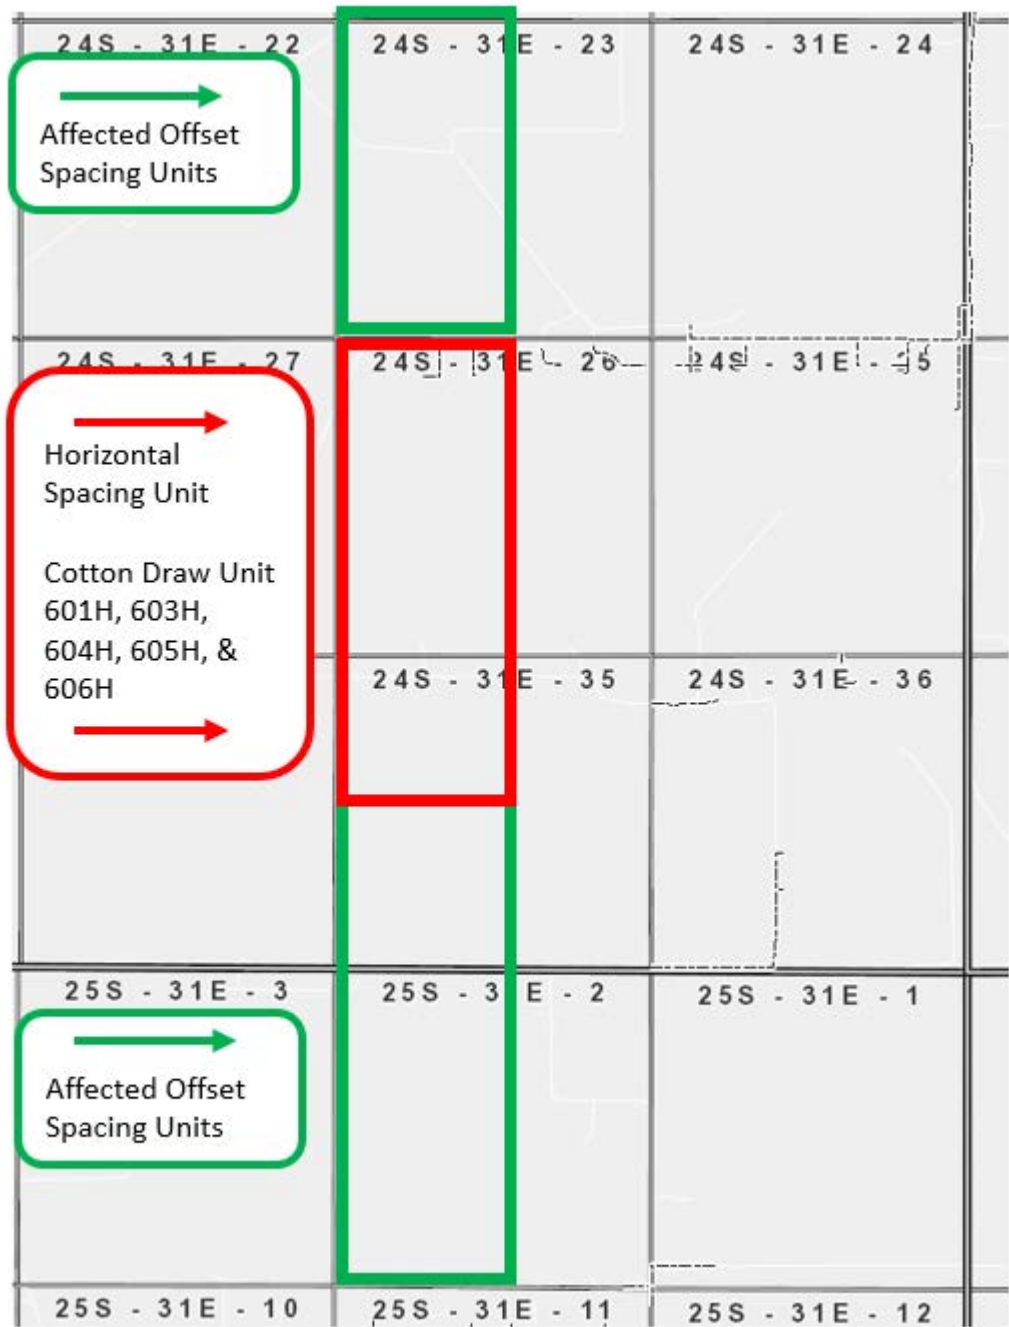 24S - 31E - 22
24S - 31E - 23
24S - 31E - 24
Affected Offset
Spacing Units
24S - 31E - 27
24S - 31E - 26
24S - 31E - 25
Horizontal
Spacing Unit
Cotton Draw Unit
601H, 603H,
604H, 605H, &
606H
24S - 31E - 35
24S - 31E - 36
25S - 31E - 3
25S - 31E - 2
25S - 31E - 1
Affected Offset
Spacing Units
25S - 31E - 10
25S - 31E - 11
25S - 31E - 12